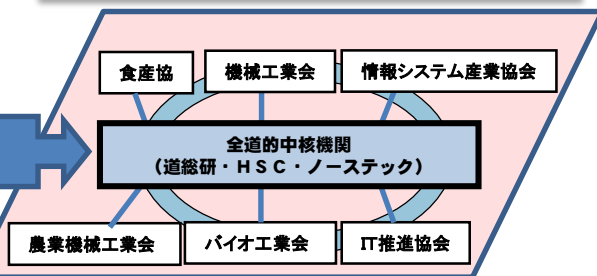 食産協
機械工業会
情報システム産業協会
全道的中核機関
（道総研・ＨＳＣ・ノーステック）
農業機械工業会
バイオ工業会
IT推進協会